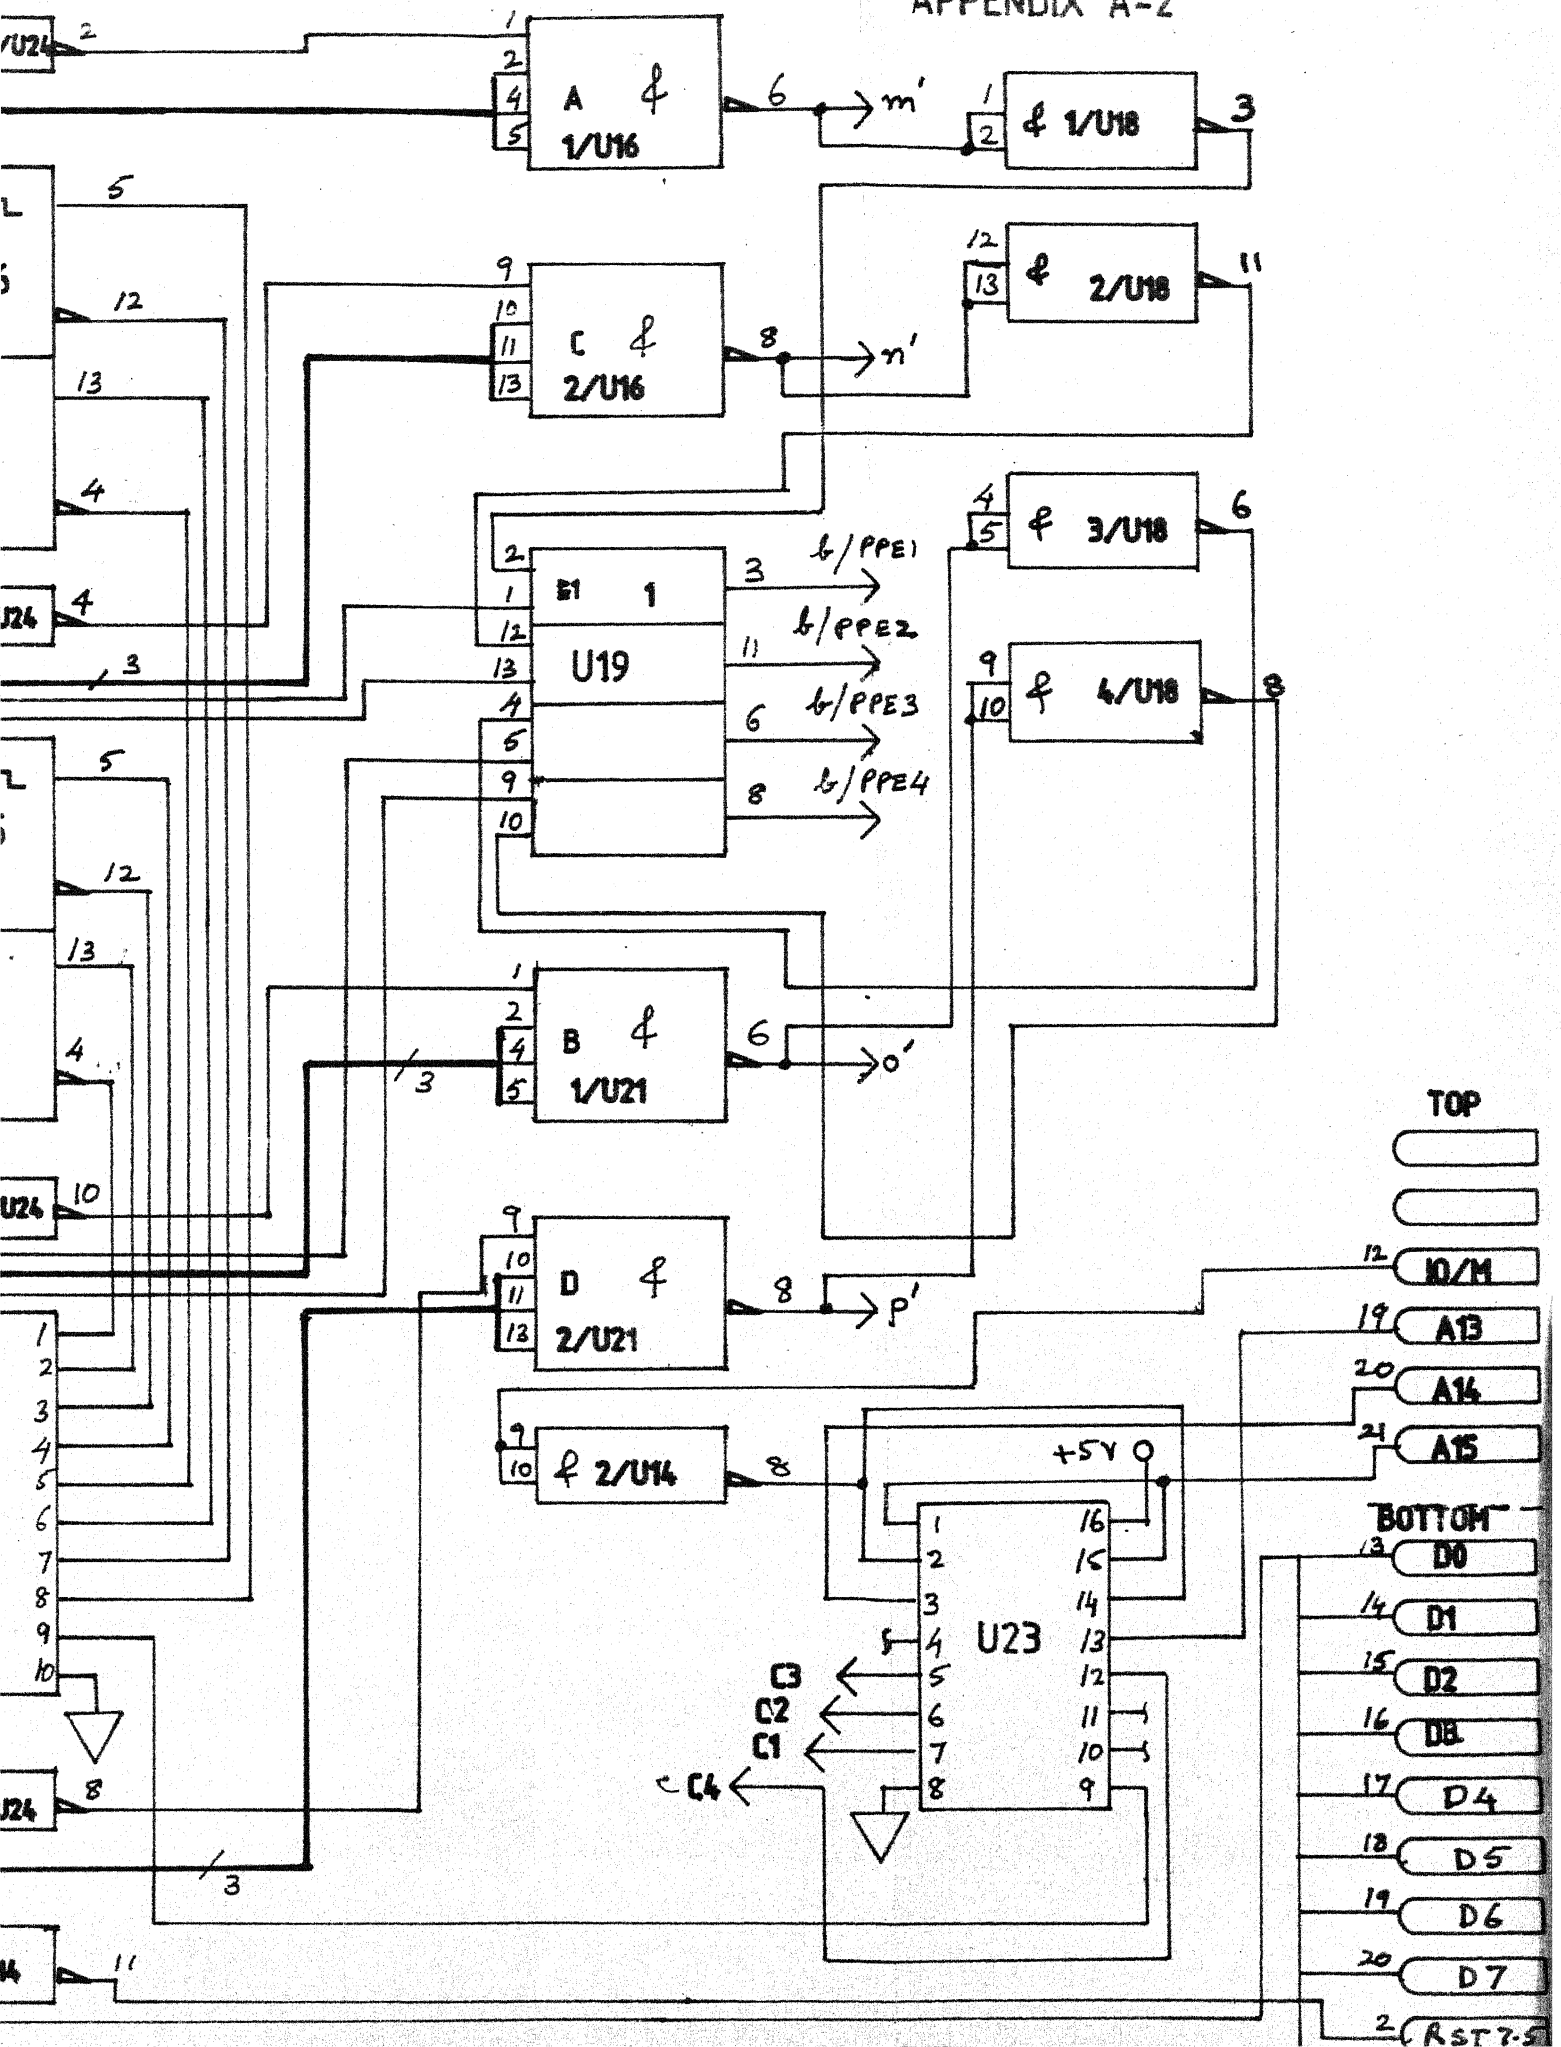 APPENDIX A-2
/U24 2
1
2
4
5
A &
1/U16
6
m'
1
2
& 1/U18
3
5
12
13
4
9
10
11
13
C &
2/U16
8
n'
12
13
&
2/U18
11
4
5
& 3/U18
6
U24 4
3
2
1
12
13
4
5
9
10
1
U19
3
b/PPE1
11
b/PPE2
6
b/PPE3
8
b/PPE4
9
10
& 4/U18
8
5
12
13
4
1
2
4
5
3
B &
1/U21
6
o'
U24 10
9
10
11
13
D &
2/U21
8
p'
TOP
12 IO/M
19 A13
20 A14
21 A15
BOTTOM
13 D0
14 D1
15 D2
16 D3
17 D4
18 D5
19 D6
20 D7
2 RST 7.5
1
2
3
4
5
6
7
8
9
10
9
10
& 2/U14
8
+5V
U23
1
2
3
4
5
6
7
8
16
15
14
13
12
11
10
9
C3
C2
C1
C4
U24 8
3
14 11